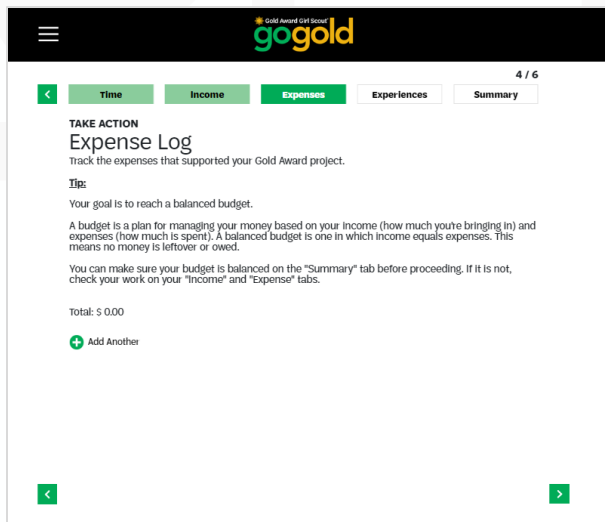 Gold Award Girl Scout
gogold
4 / 6
Time Income Expenses Experiences Summary
TAKE ACTION
Expense Log
Track the expenses that supported your Gold Award project.
Tip:
Your goal is to reach a balanced budget.
A budget is a plan for managing your money based on your income (how much you're bringing in) and
expenses (how much is spent). A balanced budget is one in which income equals expenses. This
means no money is leftover or owed.
You can make sure your budget is balanced on the "Summary" tab before proceeding. If it is not,
check your work on your "Income" and "Expense" tabs.
Total: $ 0.00
Add Another